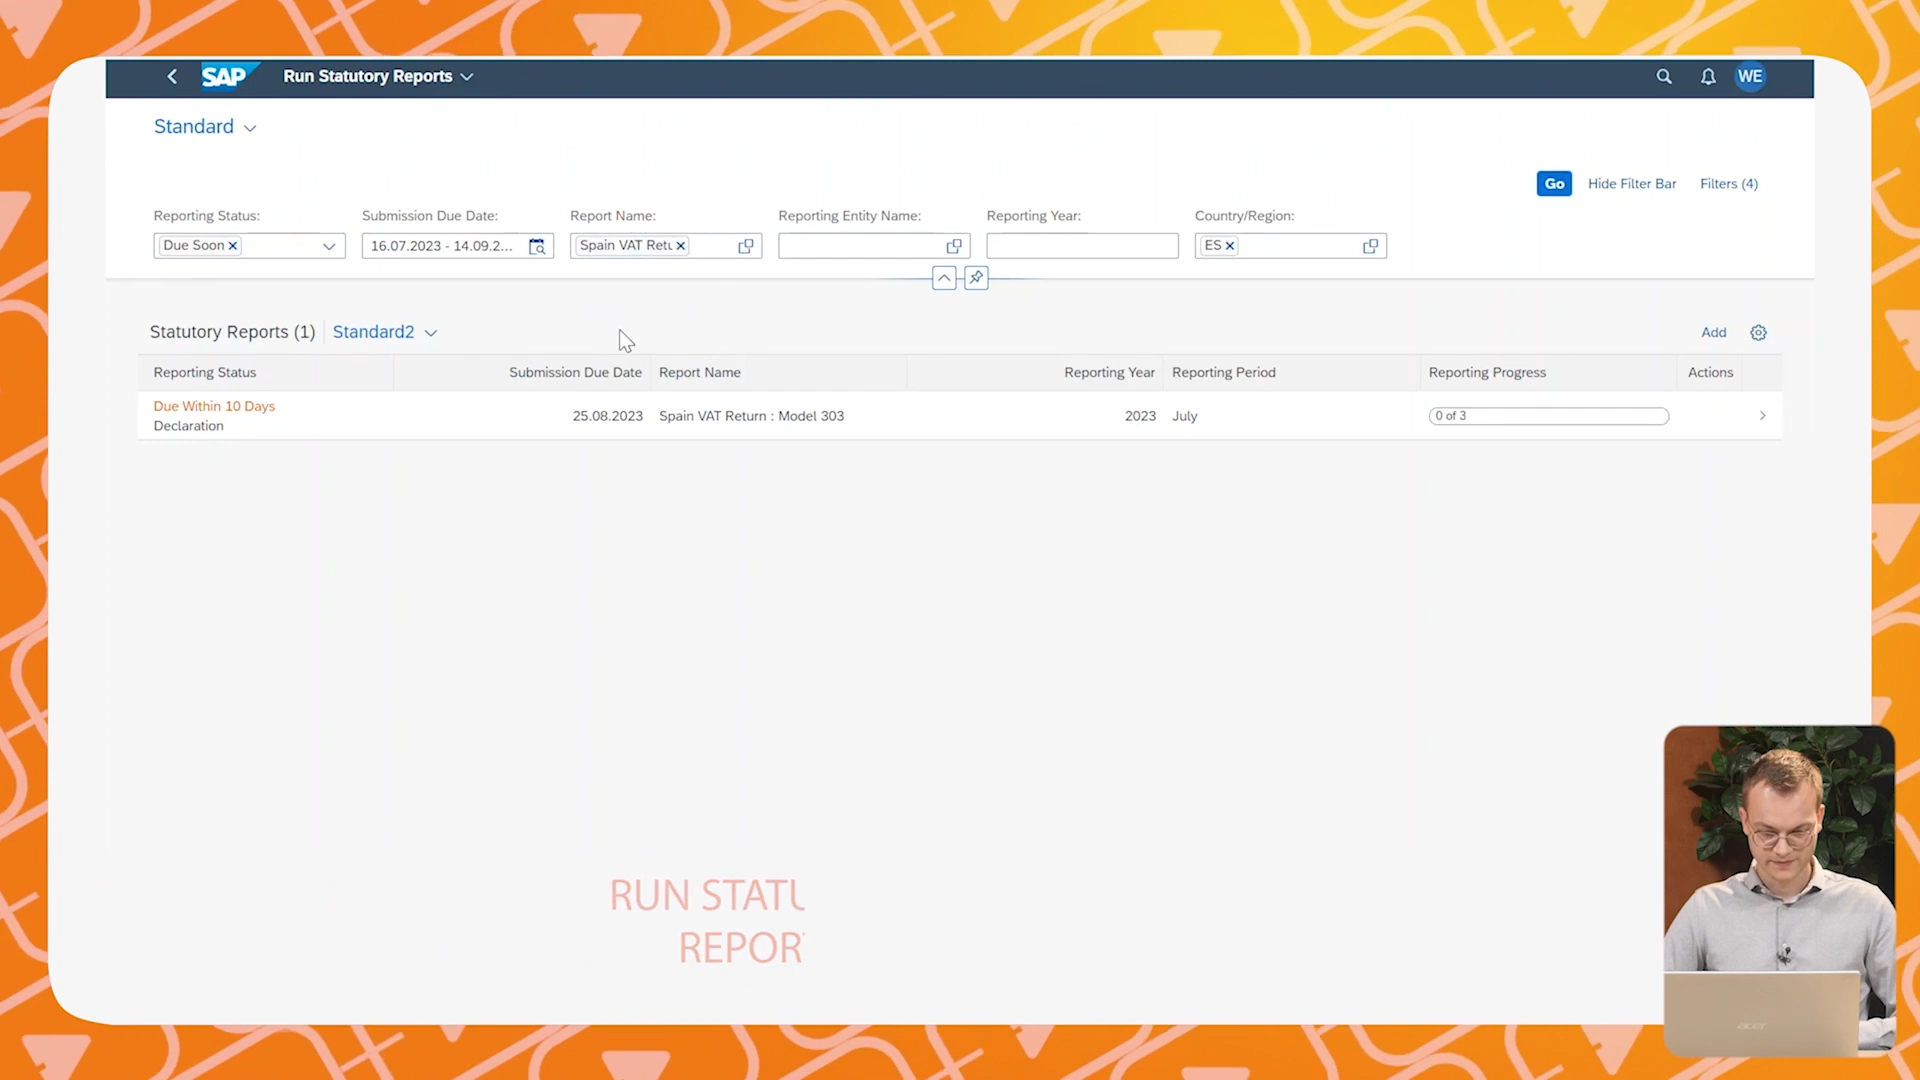 SAP Run Statutory Reports WE
Standard
Go Hide Filter Bar Filters (4)
Reporting Status: Submission Due Date: Report Name: Reporting Entity Name: Reporting Year: Country/Region:
Due Soon 16.07.2023 - 14.09.2... Spain VAT Retu ES
Statutory Reports (1) Standard2 Add
Reporting Status Submission Due Date Report Name Reporting Year Reporting Period Reporting Progress Actions
Due Within 10 Days
Declaration 25.08.2023 Spain VAT Return : Model 303 2023 July 0 of 3
RUN STATU
REPOR
acer